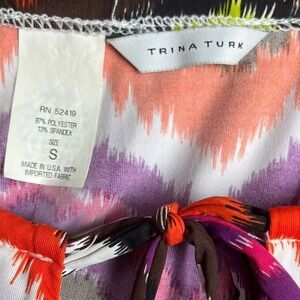 TRINA TURK
RN 52419
87% POLYESTER
13% SPANDEX
SIZE
S
MADE IN U.S.A. WITH
IMPORTED FABRIC